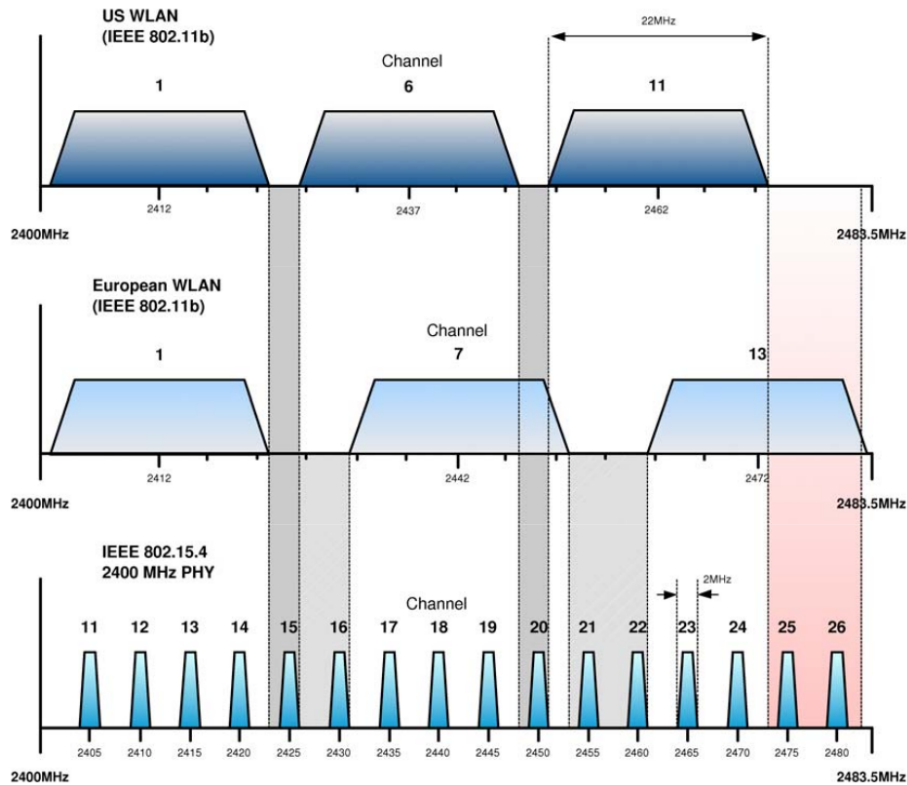 US WLAN
(IEEE 802.11b)
22MHz
Channel
1 6 11
2412 2437 2462
2400MHz 2483.5MHz
European WLAN
(IEEE 802.11b)
Channel
1 7 13
2412 2442 2472
2400MHz 2483.5MHz
IEEE 802.15.4
2400 MHz PHY
2MHz
Channel
11 12 13 14 15 16 17 18 19 20 21 22 23 24 25 26
2405 2410 2415 2420 2425 2430 2435 2440 2445 2450 2455 2460 2465 2470 2475 2480
2400MHz 2483.5MHz